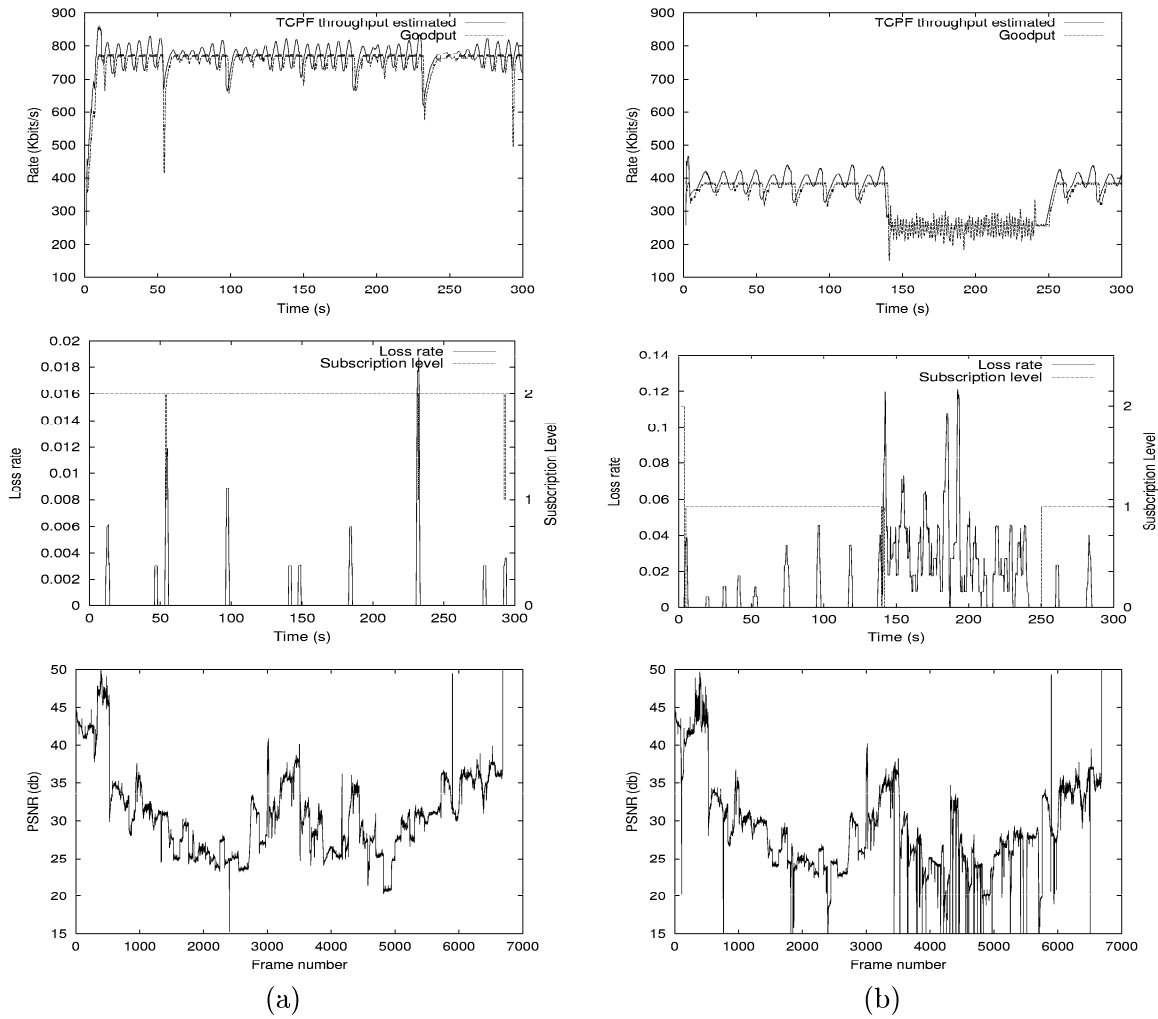 900
800
700
600
500
400
300
200
100
Rate (Kbits/s)
TCPF throughput estimated
Goodput
0 50 100 150 200 250 300
Time (s)
900
800
700
600
500
400
300
200
100
Rate (Kbits/s)
TCPF throughput estimated
Goodput
0 50 100 150 200 250 300
Time (s)
0.02
0.018
0.016
0.014
0.012
0.01
0.008
0.006
0.004
0.002
0
Loss rate
Loss rate
Subscription level
2
1
0
Susbcription Level
0 50 100 150 200 250 300
Time (s)
0.14
0.12
0.1
0.08
0.06
0.04
0.02
0
Loss rate
Loss rate
Subscription level
2
1
0
Susbcription Level
0 50 100 150 200 250 300
Time (s)
50
45
40
35
30
25
20
15
PSNR (db)
0 1000 2000 3000 4000 5000 6000 7000
Frame number
(a)
50
45
40
35
30
25
20
15
PSNR (db)
0 1000 2000 3000 4000 5000 6000 7000
Frame number
(b)